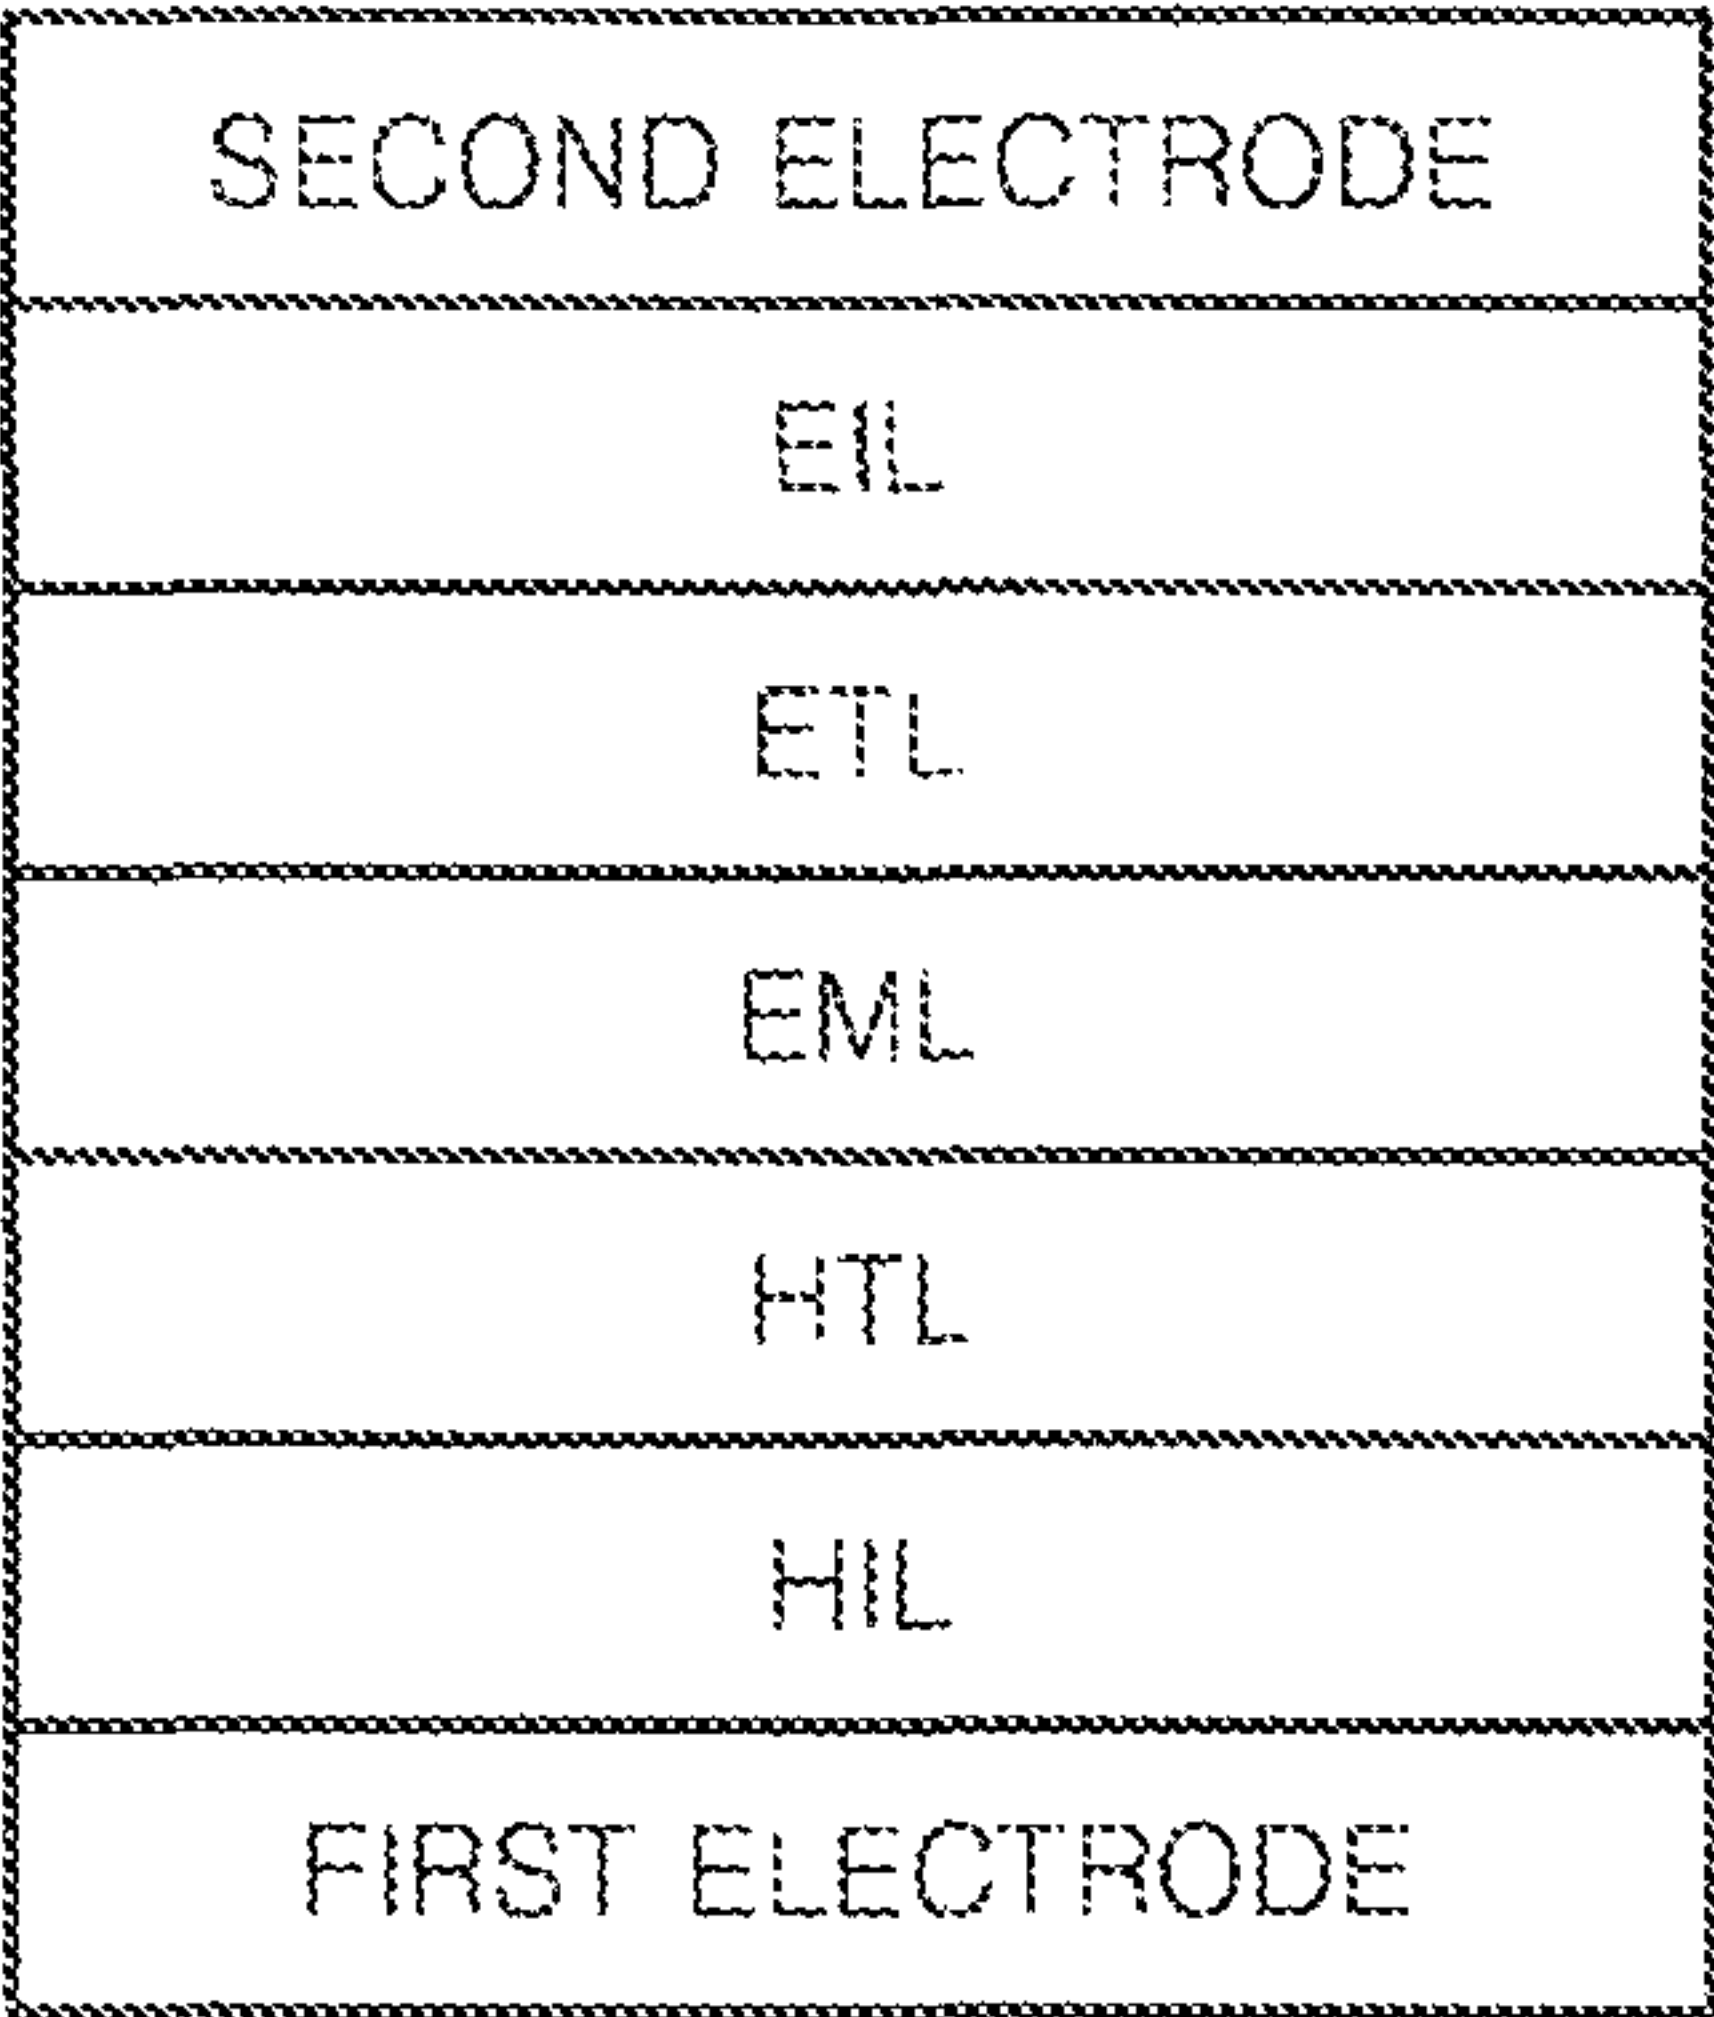 SECOND ELECTRODE
EIL
ETL
EML
HTL
HIL
FIRST ELECTRODE